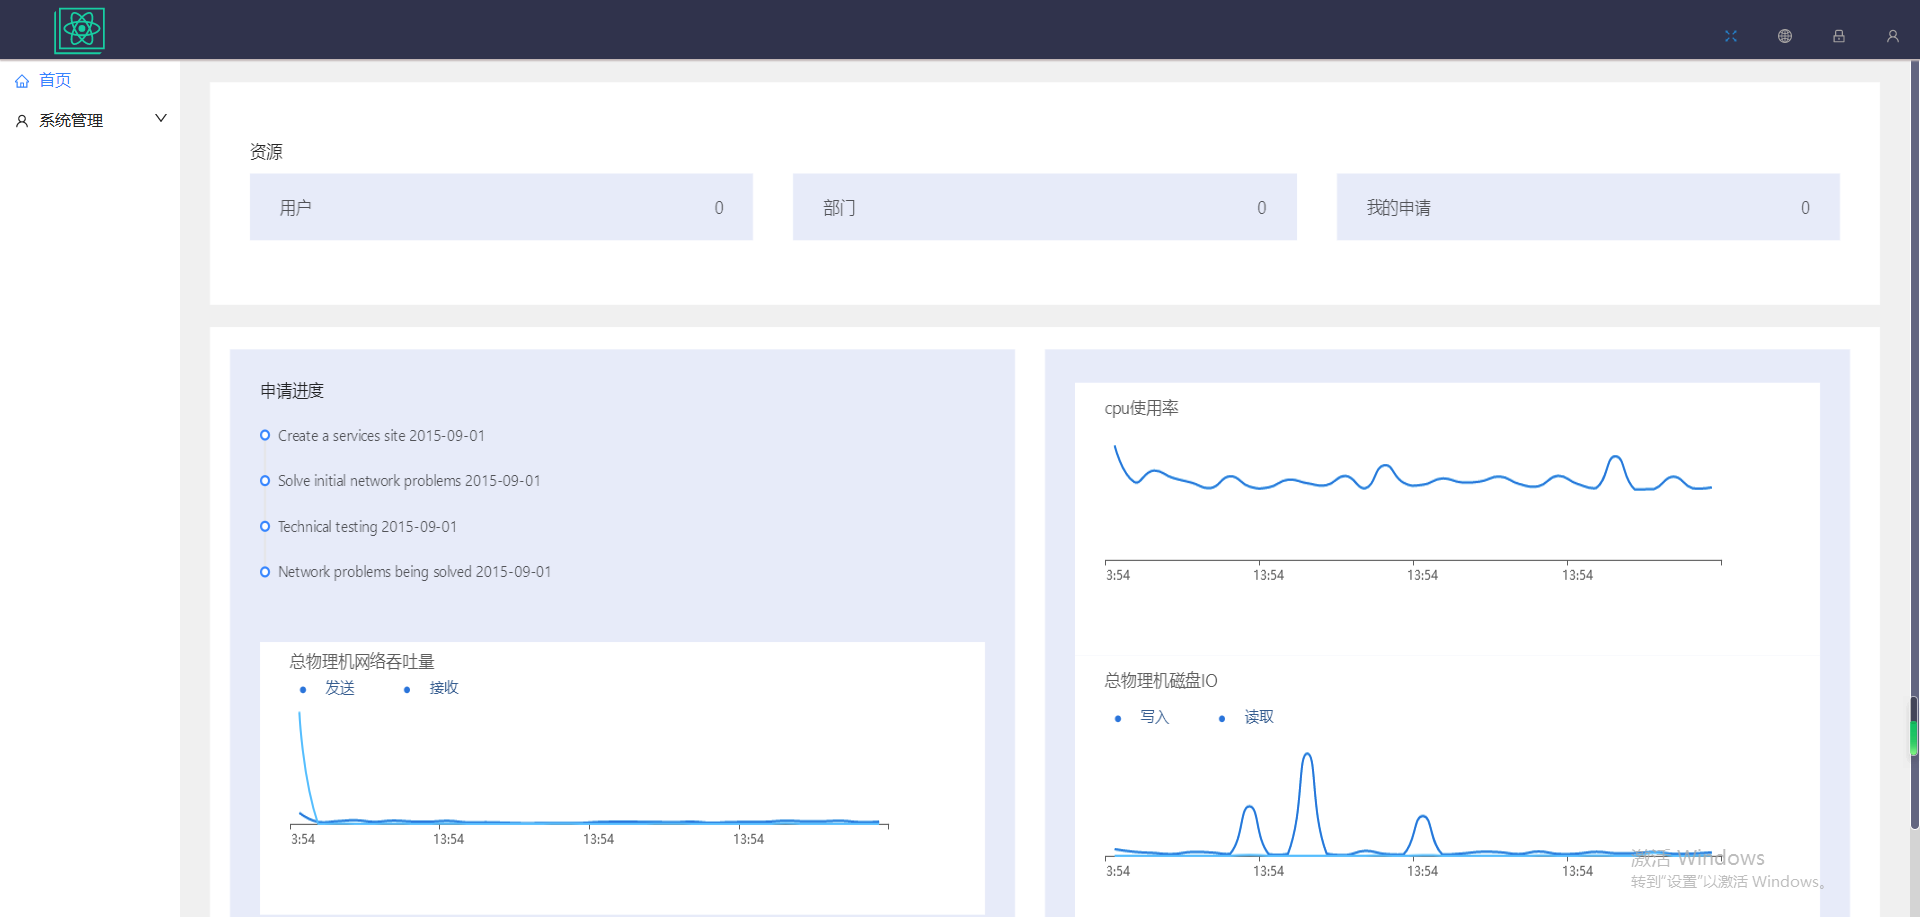 首页
系统管理
资源
用户 0
部门 0
我的申请 0
申请进度
Create a services site 2015-09-01
Solve initial network problems 2015-09-01
Technical testing 2015-09-01
Network problems being solved 2015-09-01
总物理机网络吞吐量
发送 接收
3:54 13:54 13:54 13:54
cpu使用率
3:54 13:54 13:54 13:54
总物理机磁盘IO
写入 读取
3:54 13:54 13:54 13:54
激活 Windows
转到“设置”以激活 Windows。